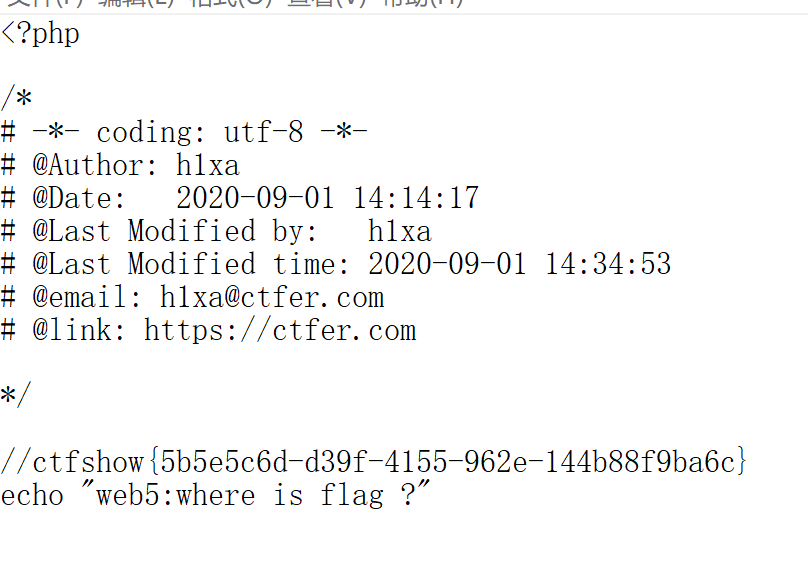 文件(F) 编辑(E) 格式(O) 查看(V) 帮助(H)
<?php
/*
# -*- coding: utf-8 -*-
# @Author: h1xa
# @Date:   2020-09-01 14:14:17
# @Last Modified by:   h1xa
# @Last Modified time: 2020-09-01 14:34:53
# @email: h1xa@ctfer.com
# @link: https://ctfer.com
*/
//ctfshow{5b5e5c6d-d39f-4155-962e-144b88f9ba6c}
echo "web5:where is flag ?"